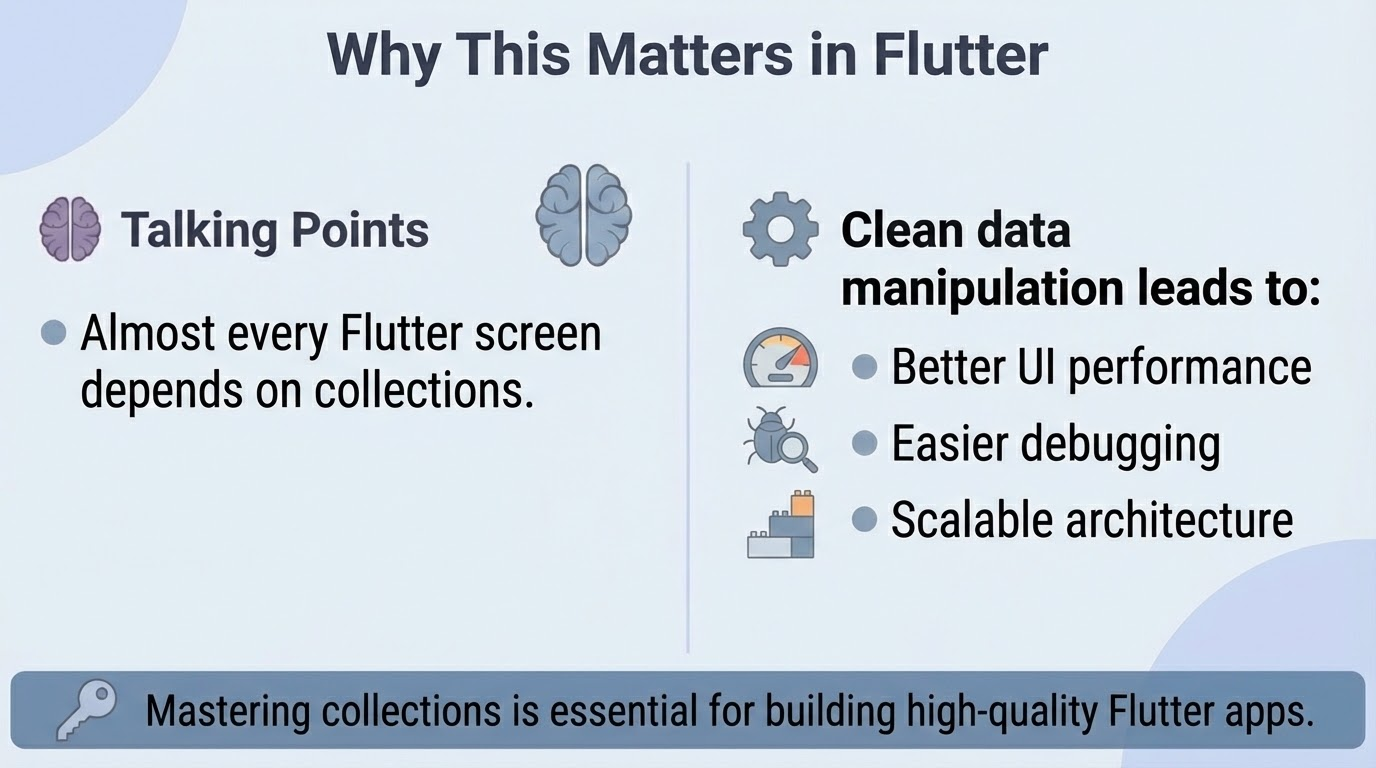 Why This Matters in Flutter
Talking Points
Almost every Flutter screen
depends on collections.
Clean data
manipulation leads to:
Better UI performance
Easier debugging
Scalable architecture
Mastering collections is essential for building high-quality Flutter apps.